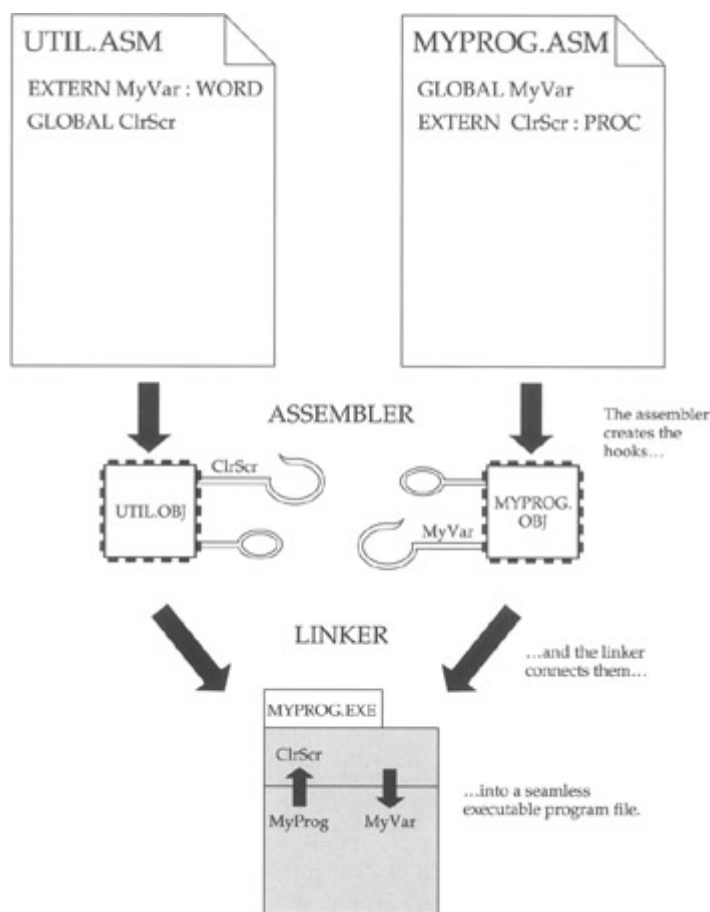 UTIL.ASM
EXTERN MyVar : WORD
GLOBAL ClrScr
MYPROG.ASM
GLOBAL MyVar
EXTERN ClrScr : PROC
ASSEMBLER
The assembler
creates the
hooks...
ClrScr
UTIL.OBJ
MYPROG.
OBJ
MyVar
LINKER
...and the linker
connects them...
MYPROG.EXE
ClrScr
MyProg
MyVar
...into a seamless
executable program file.